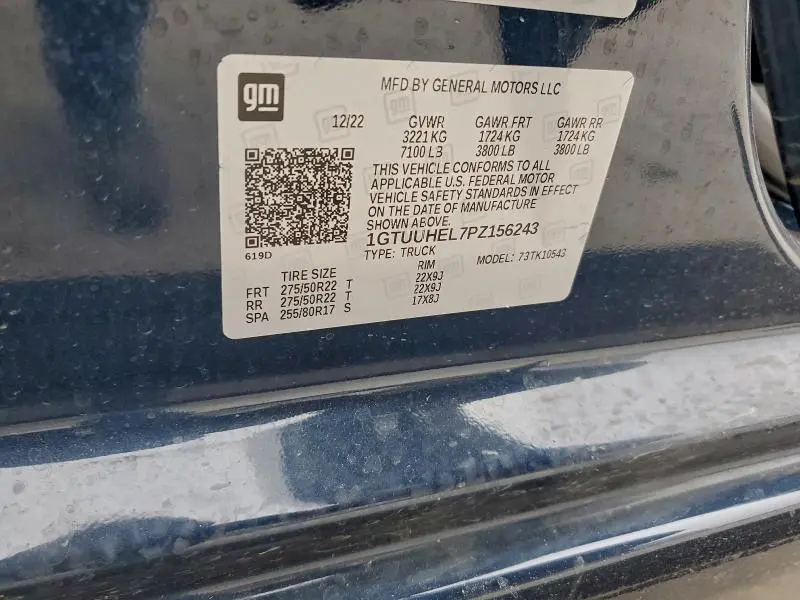 gm
MFD BY GENERAL MOTORS LLC
12/22 GVWR GAWR FRT GAWR RR
3221 KG 1724 KG 1724 KG
7100 LB 3800 LB 3800 LB
THIS VEHICLE CONFORMS TO ALL
APPLICABLE U.S. FEDERAL MOTOR
VEHICLE SAFETY STANDARDS IN EFFECT
ON THE DATE OF MANUFACTURE
SHOWN ABOVE.
1GTUUHEL7PZ156243
TYPE: TRUCK MODEL: 73TK10543
619D
TIRE SIZE RIM
FRT 275/50R22 T 22X9J
RR 275/50R22 T 22X9J
SPA 255/80R17 S 17X8J